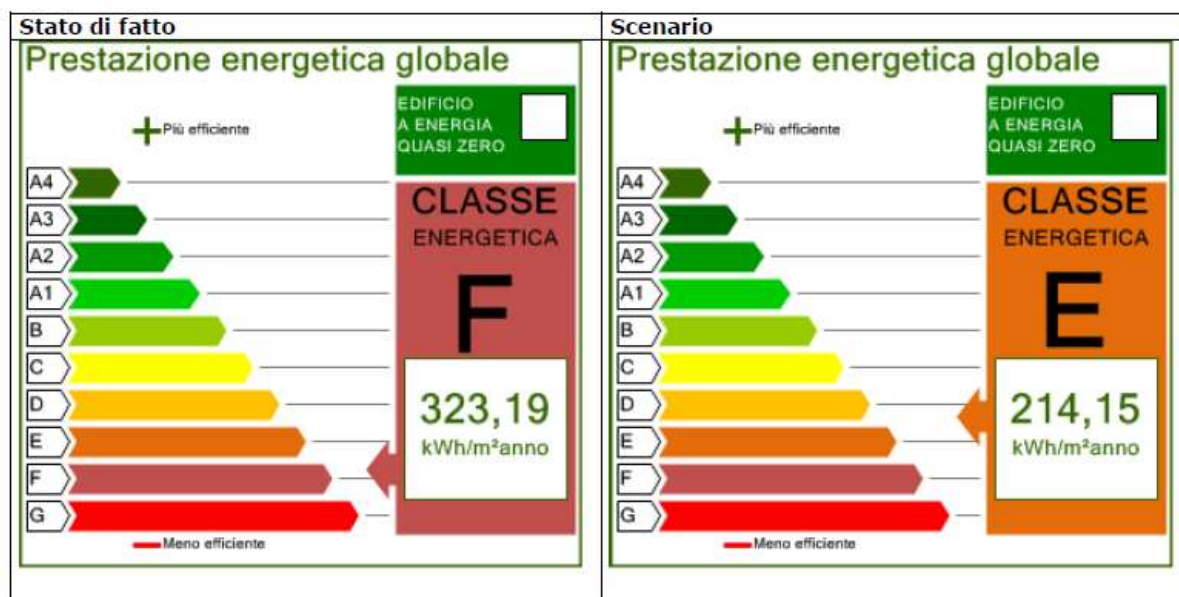 Stato di fatto
Prestazione energetica globale
EDIFICIO
A ENERGIA
QUASI ZERO
Più efficiente
A4
A3
A2
A1
B
C
D
E
F
G
CLASSE
ENERGETICA
F
323,19
kWh/m²anno
Meno efficiente
Scenario
Prestazione energetica globale
EDIFICIO
A ENERGIA
QUASI ZERO
Più efficiente
A4
A3
A2
A1
B
C
D
E
F
G
CLASSE
ENERGETICA
E
214,15
kWh/m²anno
Meno efficiente